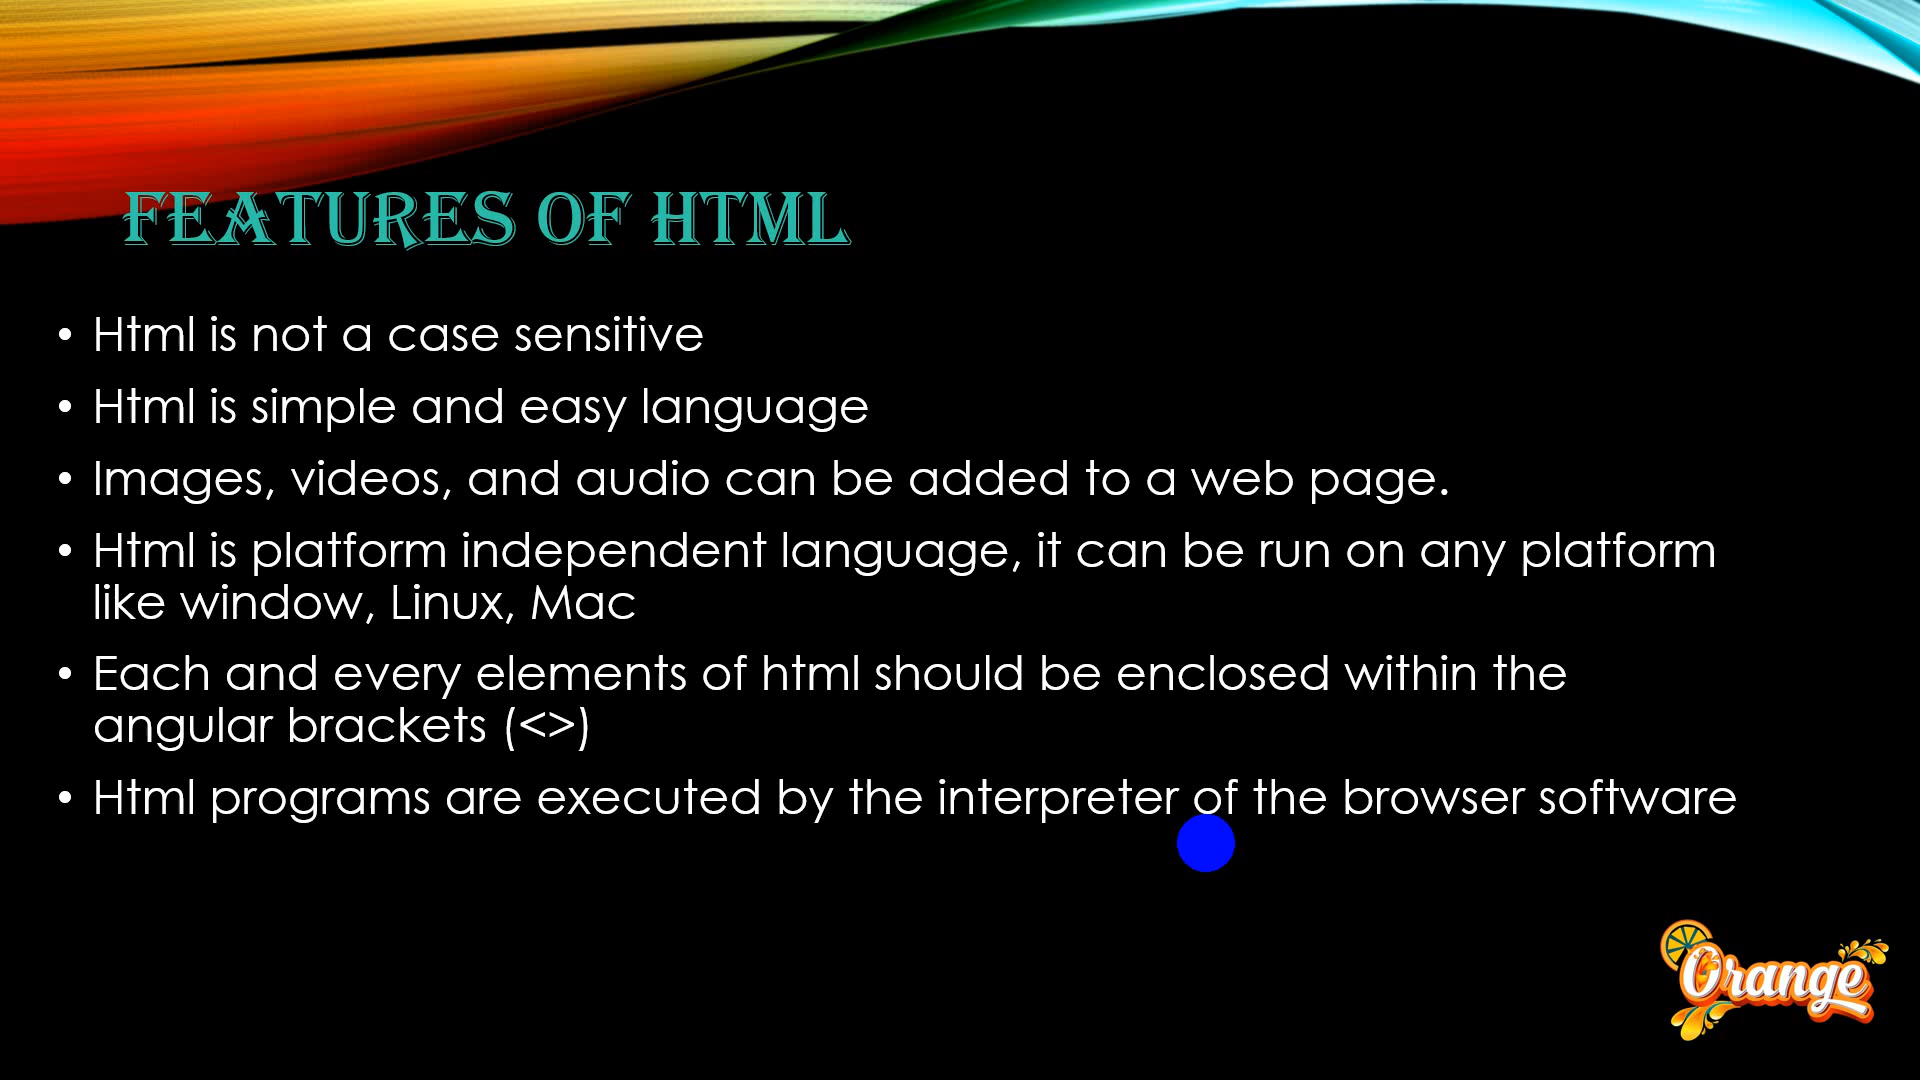 FEATURES OF HTML
• Html is not a case sensitive
• Html is simple and easy language
• Images, videos, and audio can be added to a web page.
• Html is platform independent language, it can be run on any platform
like window, Linux, Mac
• Each and every elements of html should be enclosed within the
angular brackets (<>)
• Html programs are executed by the interpreter of the browser software
Orange